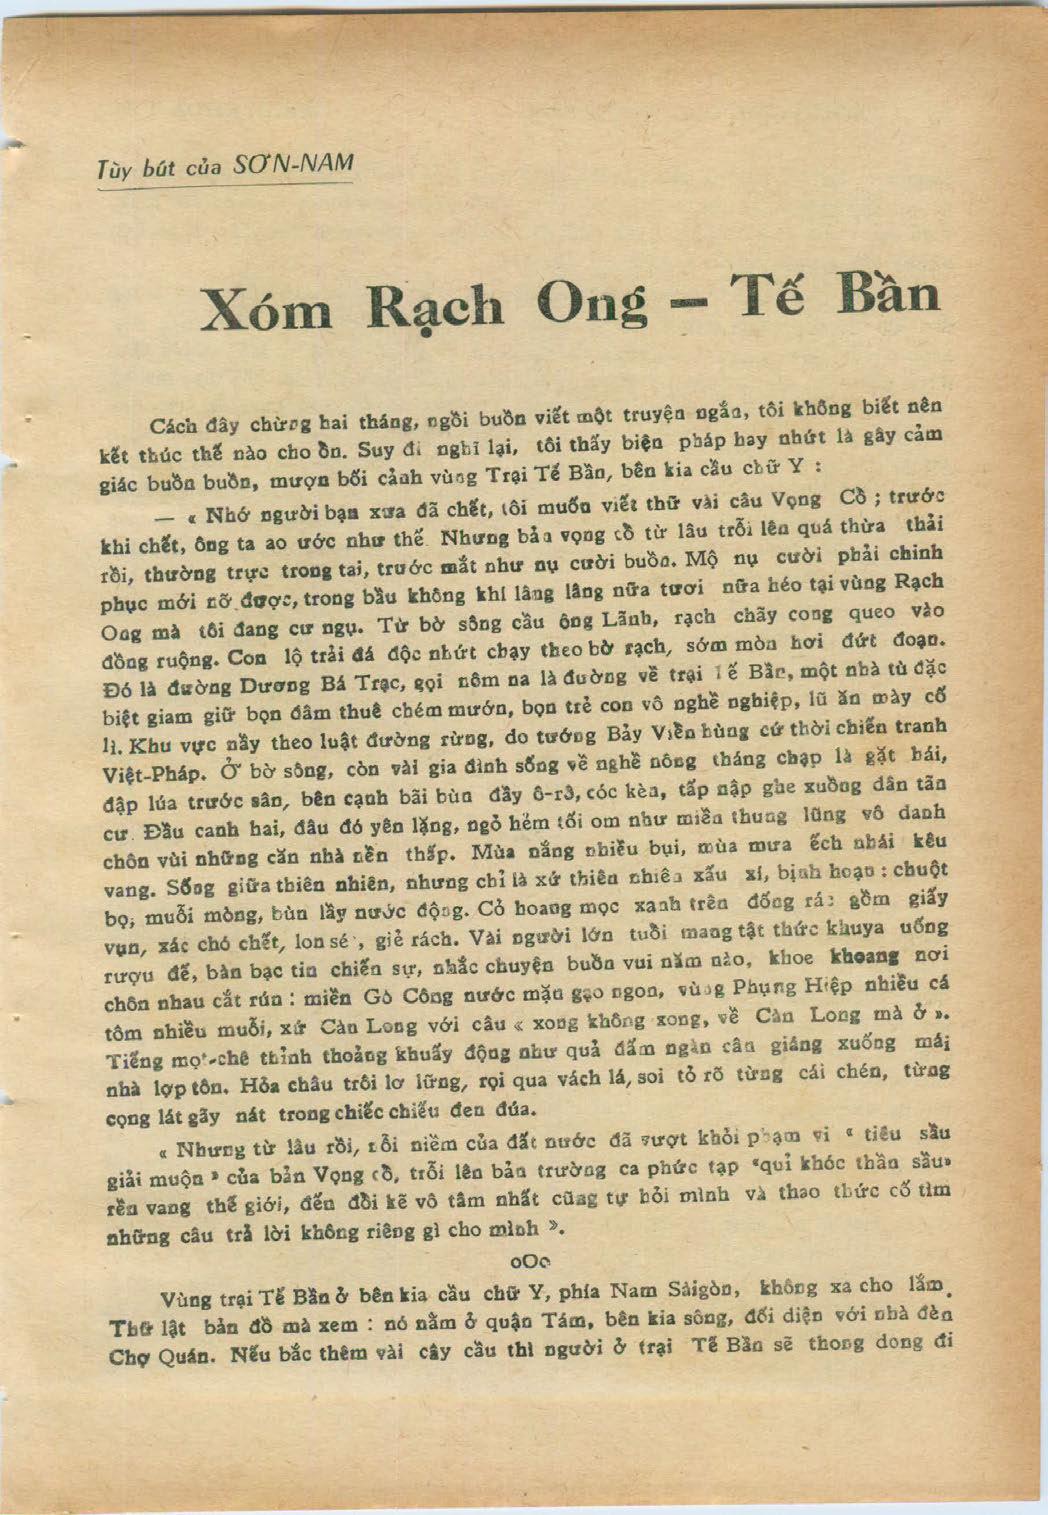 Tùy bút của SƠN-NAM
Xóm Rạch Ong – Tế Bần
Cách đây chừng hai tháng, ngồi buồn viết một truyện ngắn, tôi không biết nên
kết thúc thế nào cho ổn. Suy đi nghĩ lại, tôi thấy biện pháp hay nhứt là gây cảm
giác buồn buồn, mượn bối cảnh vùng Trại Tế Bần, bên kia cầu chữ Y :
— « Nhớ người bạn xưa đã chết, tôi muốn viết thữ vài câu Vọng Cổ ; trước
khi chết, ông ta ao ước như thế. Nhưng bản vọng cổ từ lâu trỗi lên quá thừa thải
rồi, thường trực trong tai, trước mắt như nụ cười buồn. Mộ nụ cười phải chinh
phục mới nỡ được, trong bầu không khí lâng lâng nữa tươi nữa héo tại vùng Rạch
Ong mà tôi đang cư ngụ. Từ bờ sông cầu ông Lãnh, rạch chãy cong queo vào
đồng ruộng. Con lộ trải đá độc nhứt chạy theo bờ rạch, sớm mòn hơi đứt đoạn.
Đó là đường Dương Bá Trạc, gọi nôm na là đường về trại Tế Bần, một nhà tù đặc
biệt giam giữ bọn đâm thuê chém mướn, bọn trẻ con vô nghề nghiệp, lũ ăn mày cố
lì. Khu vực nầy theo luật đường rừng, do tướng Bảy Viễn hùng cứ thời chiến tranh
Việt-Pháp. Ở bờ sông, còn vài gia đình sống về nghề nông tháng chạp là gặt hái,
đập lúa trước sân, bên cạnh bãi bùn đầy ô-rô, cóc kèn, tấp nập ghe xuồng dân tãn
cư. Đầu canh hai, đâu đó yên lặng, ngỏ hẻm tối om như miền thung lũng vô danh
chôn vùi những căn nhà nền thấp. Mùa nắng nhiều bụi, mùa mưa ếch nhái kêu
vang. Sống giữa thiên nhiên, nhưng chỉ là xứ thiên nhiên xấu xí, bịnh hoạn : chuột
bọ, muỗi mòng, bùn lầy nước động. Cỏ hoang mọc xanh trên đống rác gồm giấy
vụn, xác chó chết, lon sé, giẻ rách. Vài người lớn tuổi mang tật thức khuya uống
rượu đế, bàn bạc tin chiến sự, nhắc chuyện buồn vui năm nào, khoe khoang nơi
chôn nhau cắt rún : miền Gò Công nước mặn gạo ngon, vùng Phụng Hiệp nhiều cá
tôm nhiều muỗi, xứ Càn Long với câu « xong không xong, về Càn Long mà ở ».
Tiếng mọt-chê thỉnh thoảng khuấy động như quả đấm ngàn cân giáng xuống mái
nhà lợp tôn. Hỏa châu trôi lơ lững, rọi qua vách lá, soi tỏ rõ từng cái chén, từng
cọng lát gãy nát trong chiếc chiếu đen đúa.
« Nhưng từ lâu rồi, nỗi niềm của đất nước đã vượt khỏi phạm vi « tiêu sầu
giải muộn » của bản Vọng cổ, trỗi lên bản trường ca phức tạp «quỉ khóc thần sầu»
rền vang thế giới, đến đỗi kẽ vô tâm nhất cũng tự hỏi mình và thao thức cố tìm
những câu trả lời không riêng gì cho mình ».
oOo
Vùng trại Tế Bần ở bên kia cầu chữ Y, phía Nam Sàigòn, không xa cho lắm.
Thữ lật bản đồ mà xem : nó nằm ở quận Tám, bên kia sông, đối diện với nhà đèn
Chợ Quán. Nếu bắc thêm vài cây cầu thì người ở trại Tế Bần sẽ thong dong đi